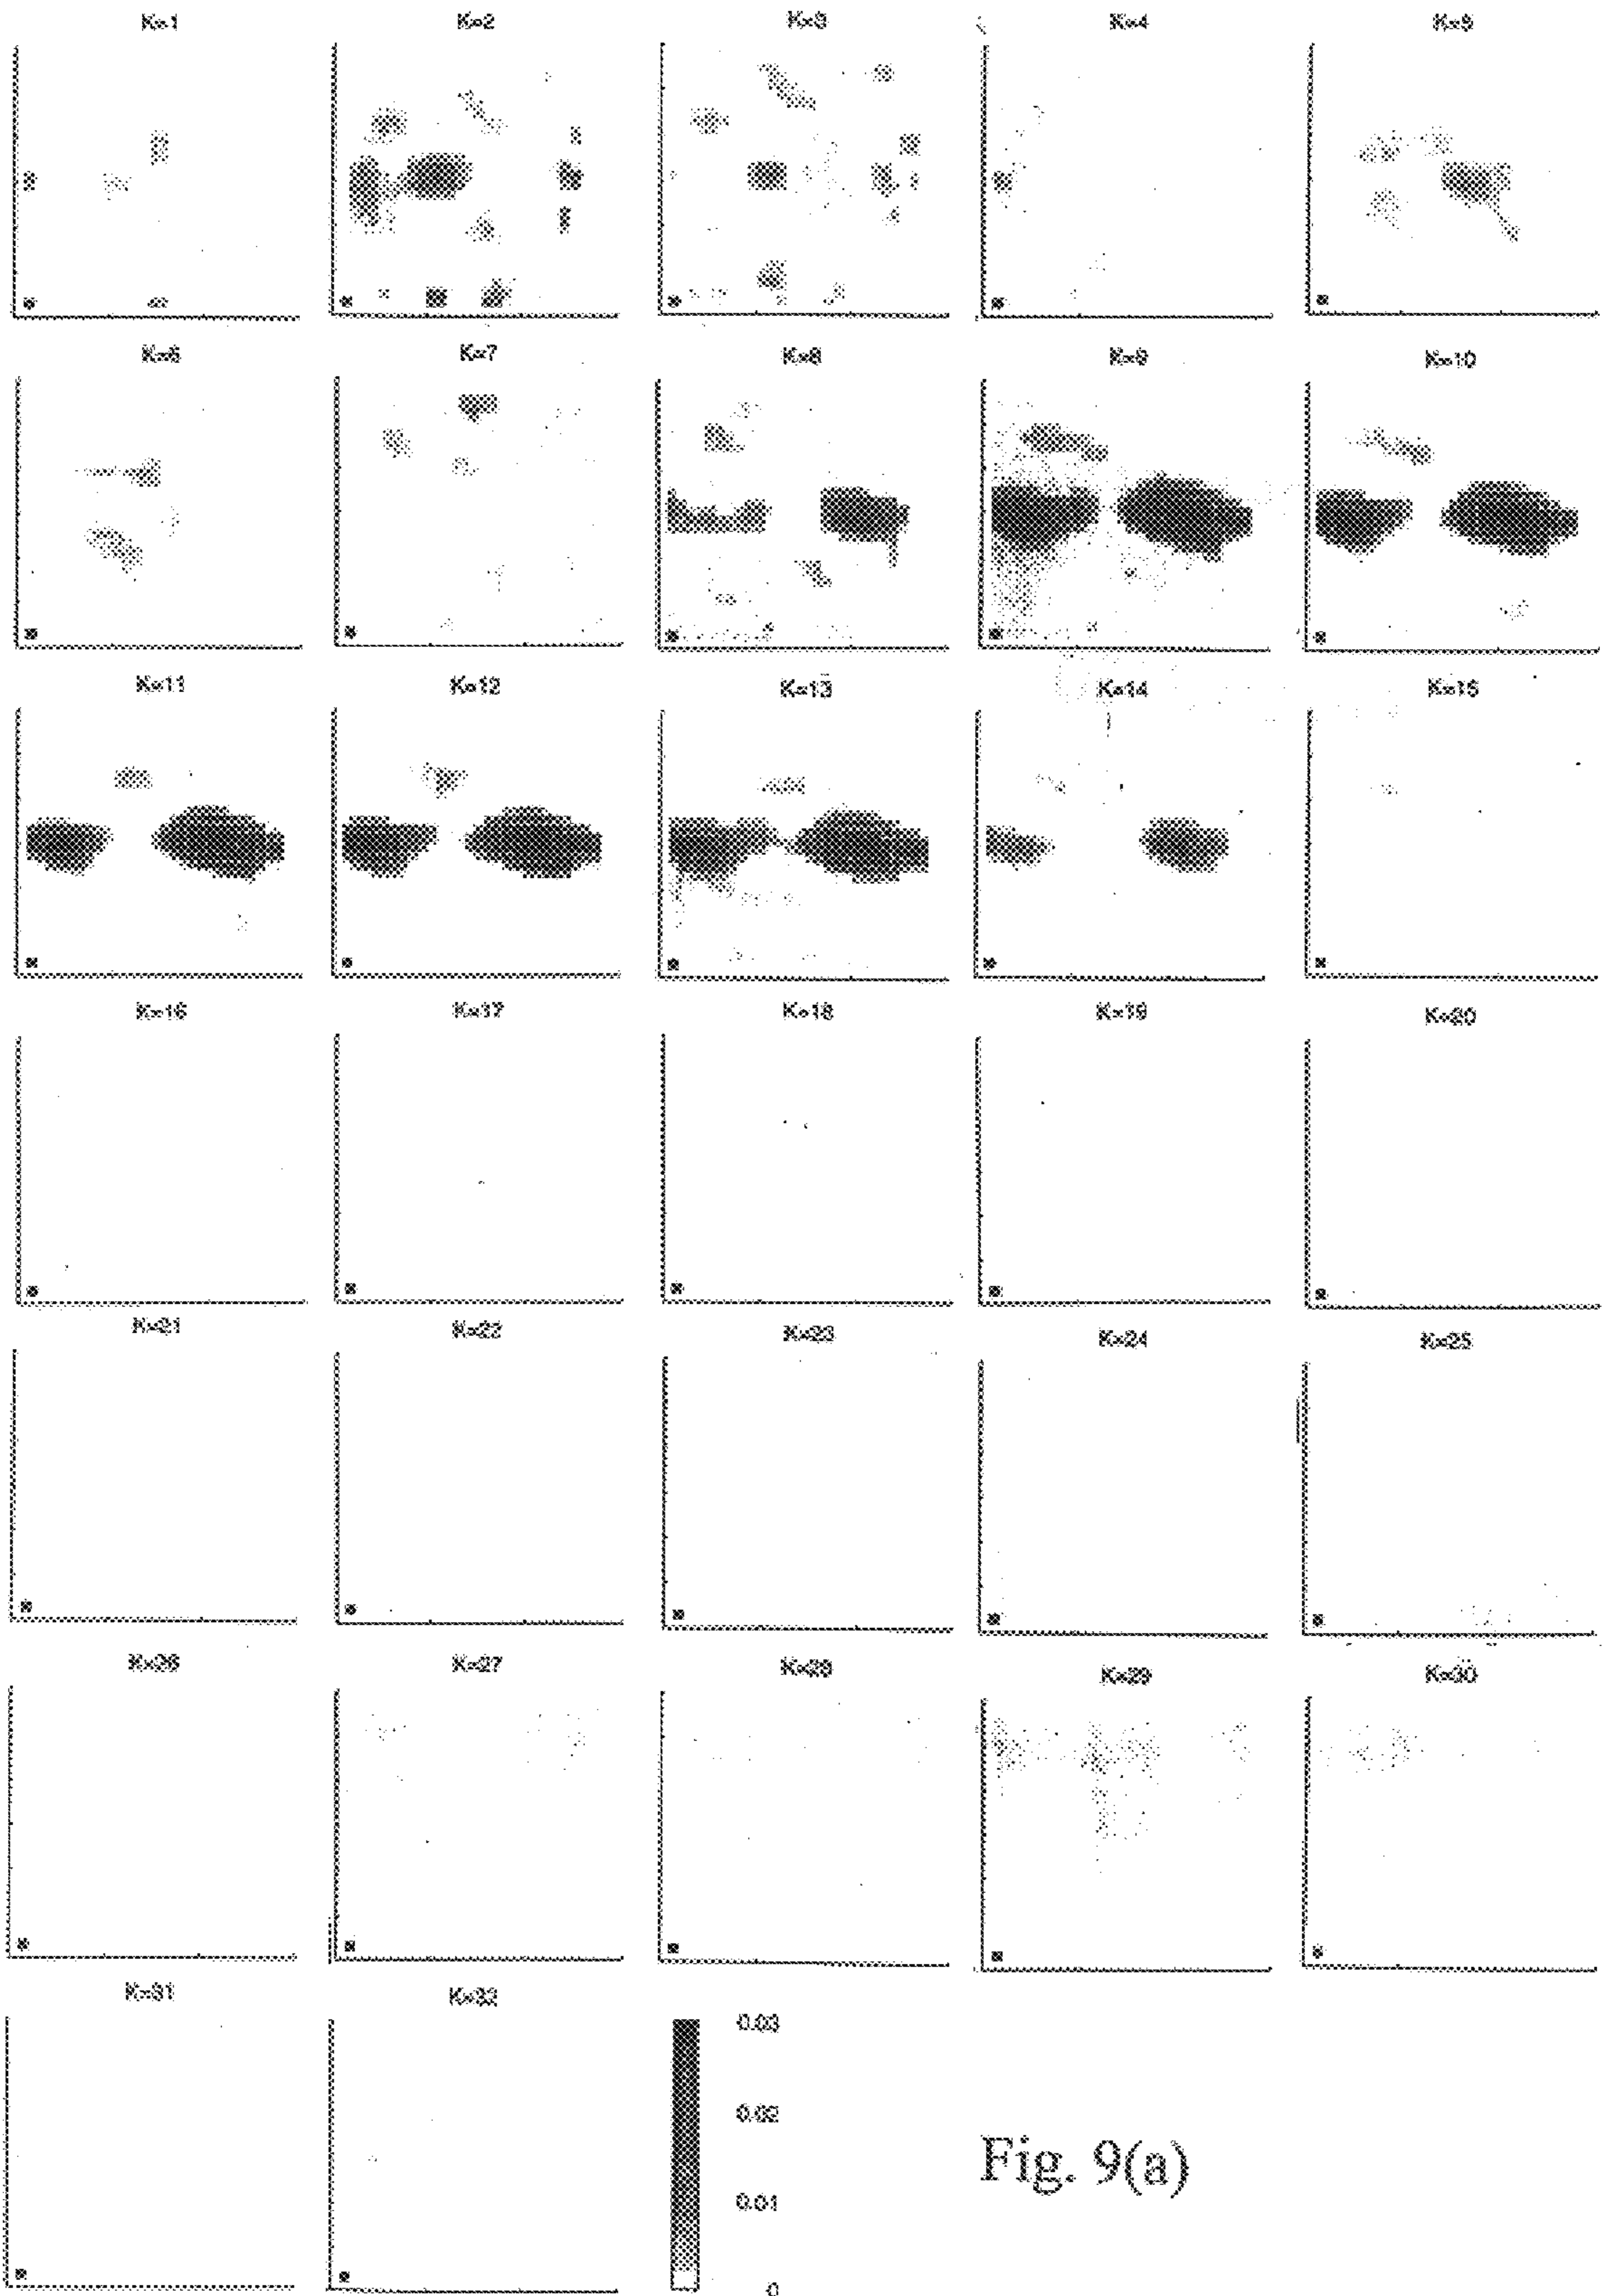 K=1 K=2 K=3 K=4 K=5
K=6 K=7 K=8 K=9 K=10
K=11 K=12 K=13 K=14 K=15
K=16 K=17 K=18 K=19 K=20
K=21 K=22 K=23 K=24 K=25
K=26 K=27 K=28 K=29 K=30
K=31 K=32
0.03
0.02
0.01
0
Fig. 9(a)